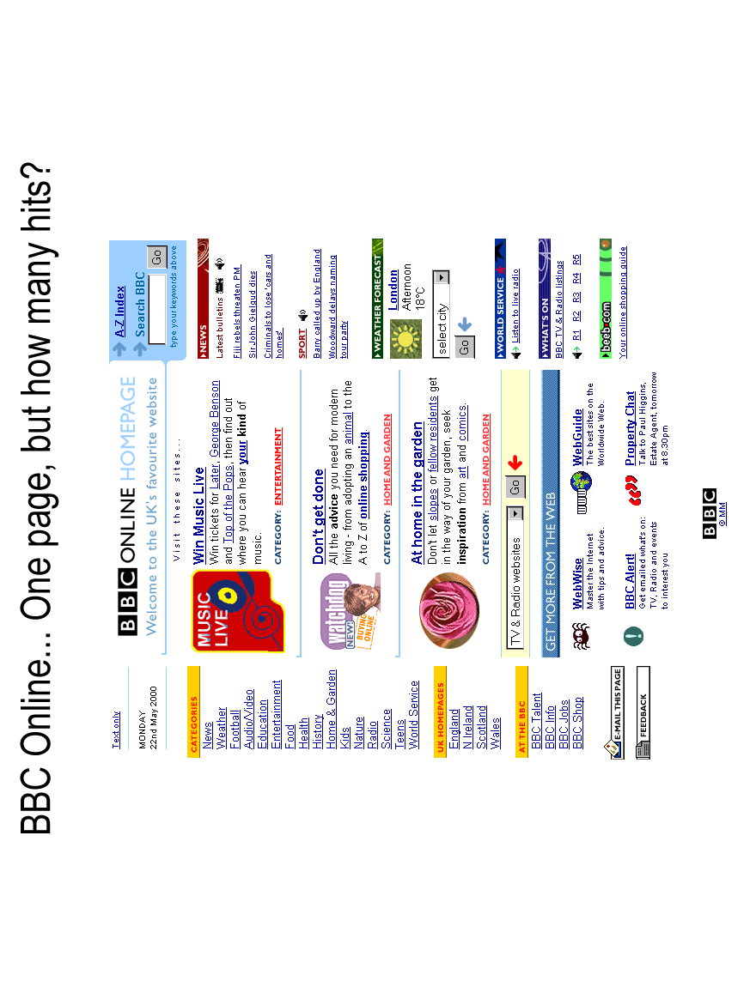 BBC Online... One page, but how many hits?
Text only
MONDAY
22nd May 2000
CATEGORIES
News
Weather
Football
Audio/Video
Education
Entertainment
Food
Health
History
Home & Garden
Kids
Nature
Radio
Science
Teens
World Service
UK HOMEPAGES
England
N Ireland
Scotland
Wales
AT THE BBC
BBC Talent
BBC Info
BBC Jobs
BBC Shop
E-MAIL THIS PAGE
FEEDBACK
BBC ONLINE HOMEPAGE
Welcome to the UK's favourite website
Visit these sites...
MUSIC
LIVE
Win Music Live
Win tickets for Later, George Benson
and Top of the Pops, then find out
where you can hear your kind of
music.
CATEGORY: ENTERTAINMENT
watchdog
NEW!
BUYING
ONLINE
Don't get done
All the advice you need for modern
living - from adopting an animal to the
A to Z of online shopping.
CATEGORY: HOME AND GARDEN
At home in the garden
Don't let slopes or fellow residents get
in the way of your garden, seek
inspiration from art and comics.
CATEGORY: HOME AND GARDEN
TV & Radio websites
Go
GET MORE FROM THE WEB
WebWise
Master the Internet
with tips and advice.
WWW
WebGuide
The best sites on the
Worldwide Web.
BBC Alert!
Get emailed what's on:
TV, Radio and events
to interest you
Property Chat
Talk to Paul Higgins,
Estate Agent, tomorrow
at 8.30pm
A-Z Index
Search BBC
Go
type your keywords above
NEWS
Latest bulletins
Fiji rebels threaten PM
Sir John Gielgud dies
Criminals to lose 'cars and
homes'
SPORT
Barry called up by England
Woodward delays naming
tour party
WEATHER FORECAST
London
Afternoon
18°C
select city
Go
WORLD SERVICE
Listen to live radio
WHAT'S ON
BBC TV & Radio listings
R1 R2 R3 R4 R5
beeb.com
Your online shopping guide
BBC
© MM